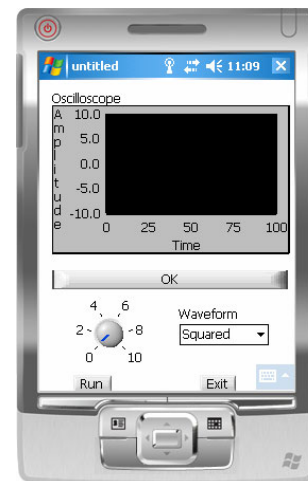 untitled 11:09
Oscilloscope
Amplitude
10.0
5.0
0.0
-5.0
-10.0
0 25 50 75 100
Time
OK
4 6
2 8
0 10
Waveform
Squared
Run Exit